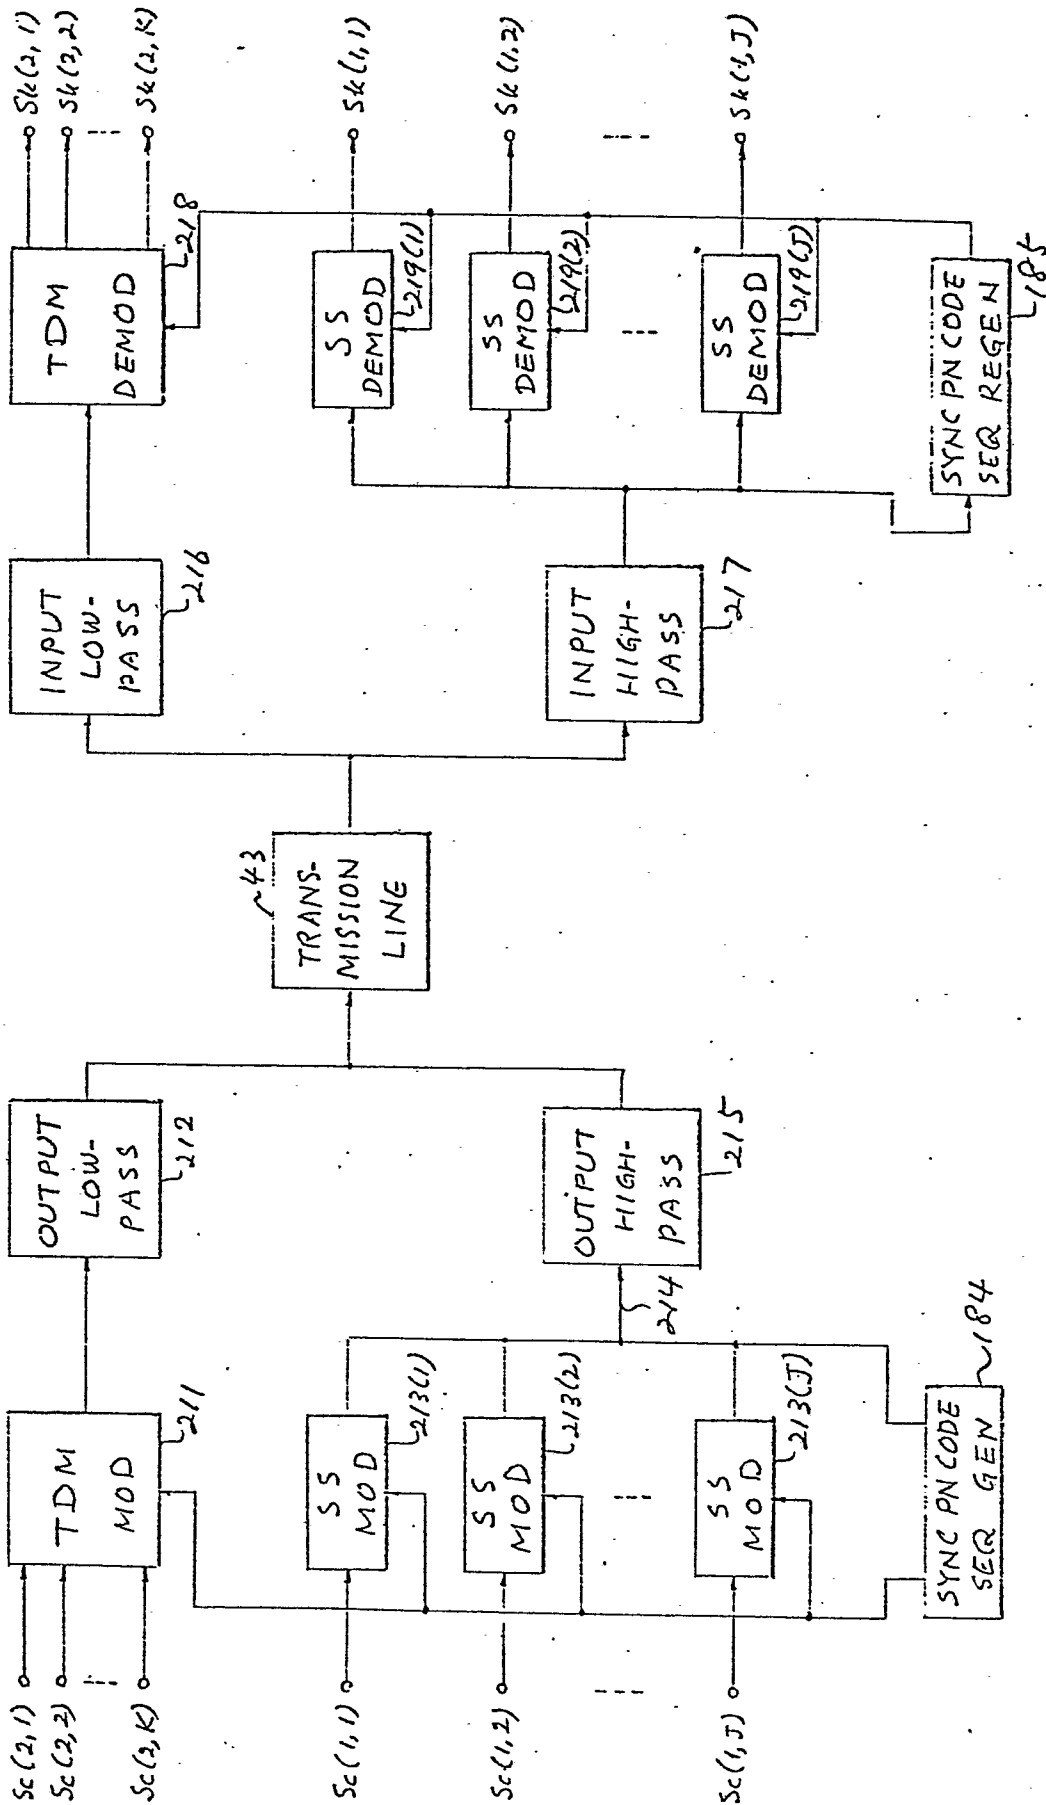 Sc(2,1)
Sc(2,2)
Sc(2,K)
TDM
MOD
211
OUTPUT
LOW-
PASS
212
Sc(1,1)
SS
MOD
213(1)
Sc(1,2)
SS
MOD
213(2)
Sc(1,J)
SS
MOD
213(J)
214
OUTPUT
HIGH-
PASS
215
SYNC PN CODE
SEQ GEN
184
43
TRANS-
MISSION
LINE
INPUT
LOW-
PASS
216
INPUT
HIGH-
PASS
217
TDM
DEMOD
218
Sk(2,1)
Sk(2,2)
Sk(2,K)
SS
DEMOD
219(1)
Sk(1,1)
SS
DEMOD
219(2)
Sk(1,2)
SS
DEMOD
219(J)
Sk(1,J)
SYNC PN CODE
SEQ REGEN
185